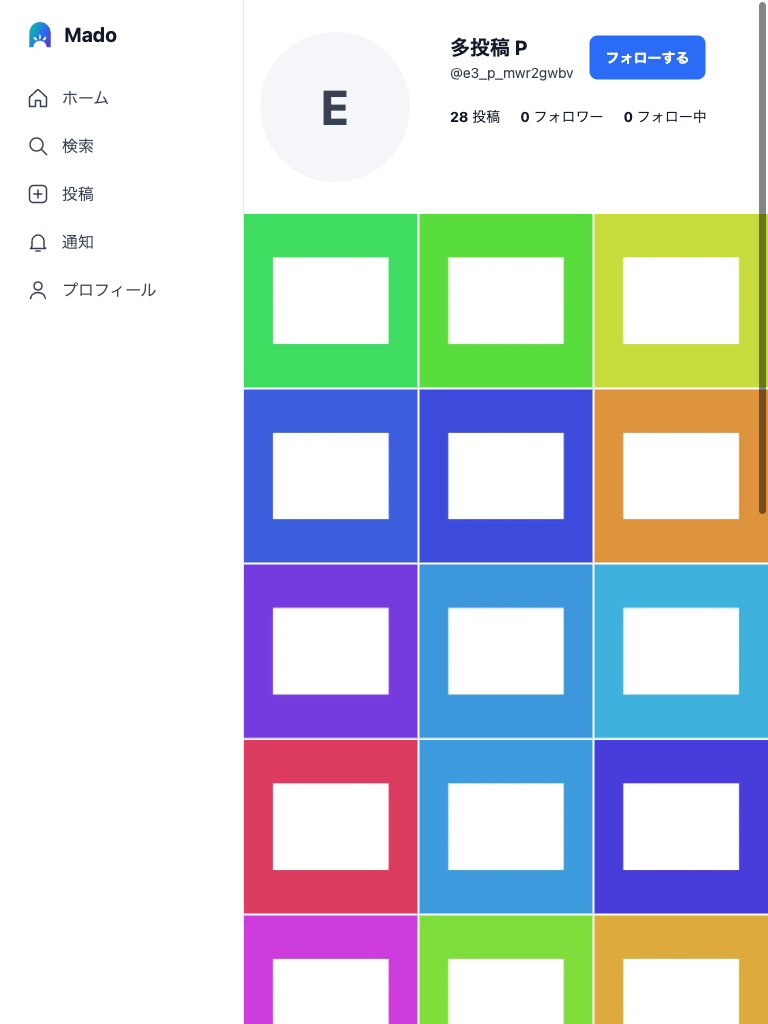 Mado
ホーム
検索
投稿
通知
プロフィール
E
多投稿 P
@e3_p_mwr2gwbv
フォローする
28 投稿 0 フォロワー 0 フォロー中